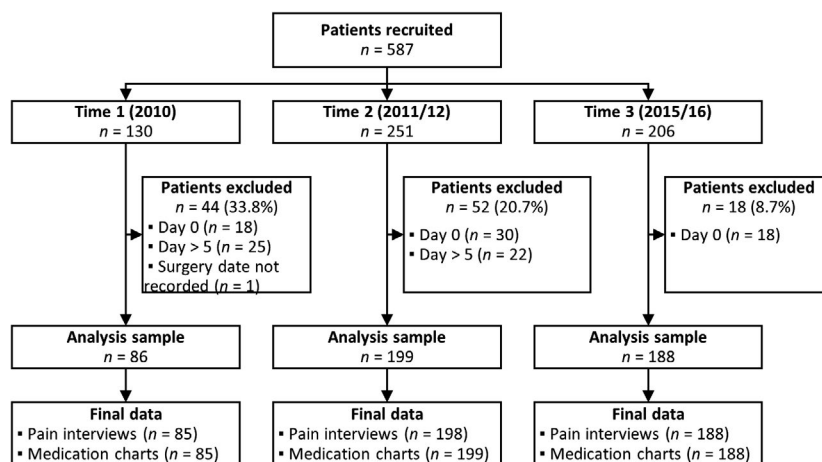 Patients recruited
n = 587
Time 1 (2010)
n = 130
Time 2 (2011/12)
n = 251
Time 3 (2015/16)
n = 206
Patients excluded
n = 44 (33.8%)
▪ Day 0 (n = 18)
▪ Day > 5 (n = 25)
▪ Surgery date not
recorded (n = 1)
Patients excluded
n = 52 (20.7%)
▪ Day 0 (n = 30)
▪ Day > 5 (n = 22)
Patients excluded
n = 18 (8.7%)
▪ Day 0 (n = 18)
Analysis sample
n = 86
Analysis sample
n = 199
Analysis sample
n = 188
Final data
▪ Pain interviews (n = 85)
▪ Medication charts (n = 85)
Final data
▪ Pain interviews (n = 198)
▪ Medication charts (n = 199)
Final data
▪ Pain interviews (n = 188)
▪ Medication charts (n = 188)